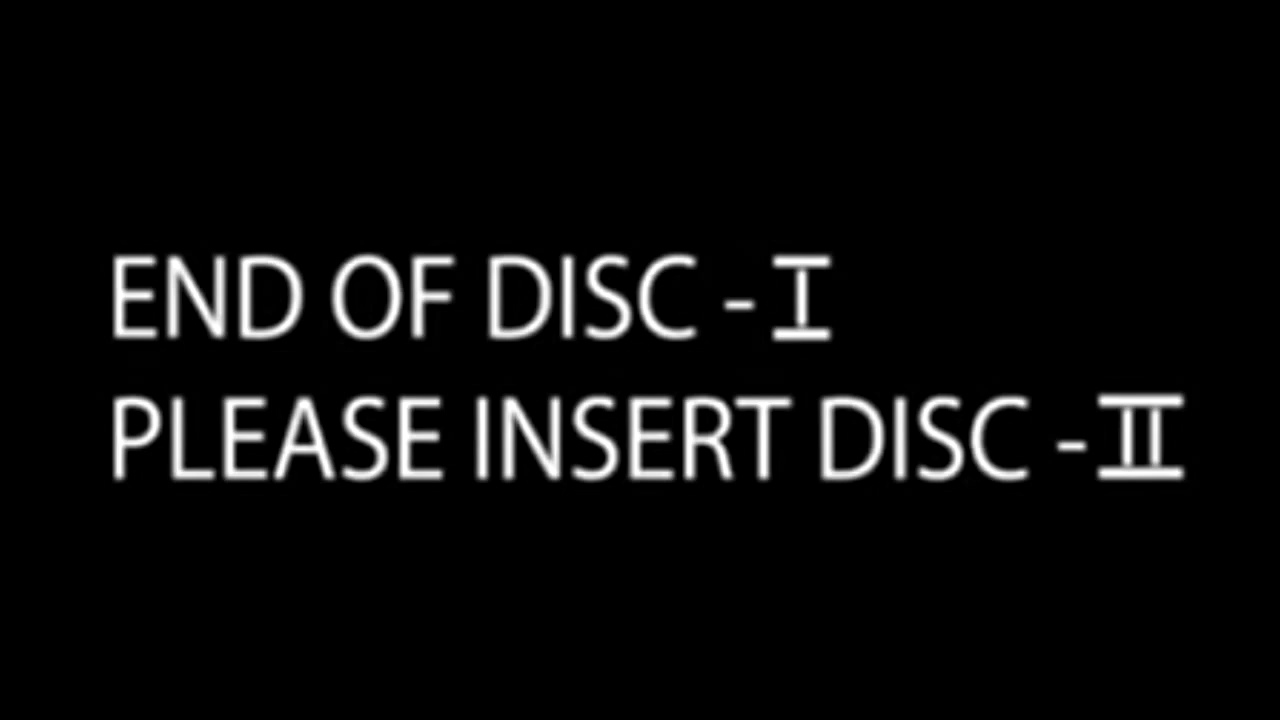 END OF DISC - I
PLEASE INSERT DISC - II